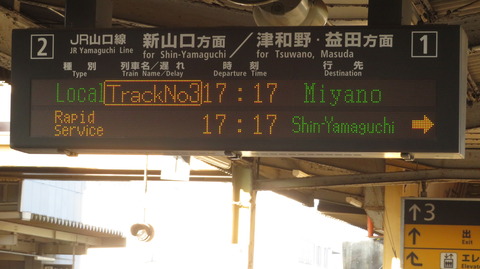 2 JR山口線 新山口方面／津和野・益田方面 1
JR Yamaguchi Line for Shin-Yamaguchi for Tsuwano, Masuda
種別 列車名／遅れ 時刻 行先
Type Train Name/Delay Departure Time Destination
Local TrackNo3 17:17 Miyano
Rapid Service 17:17 Shin-Yamaguchi →
↑3
↑ 出
Exit
↖ エレ
Elevat